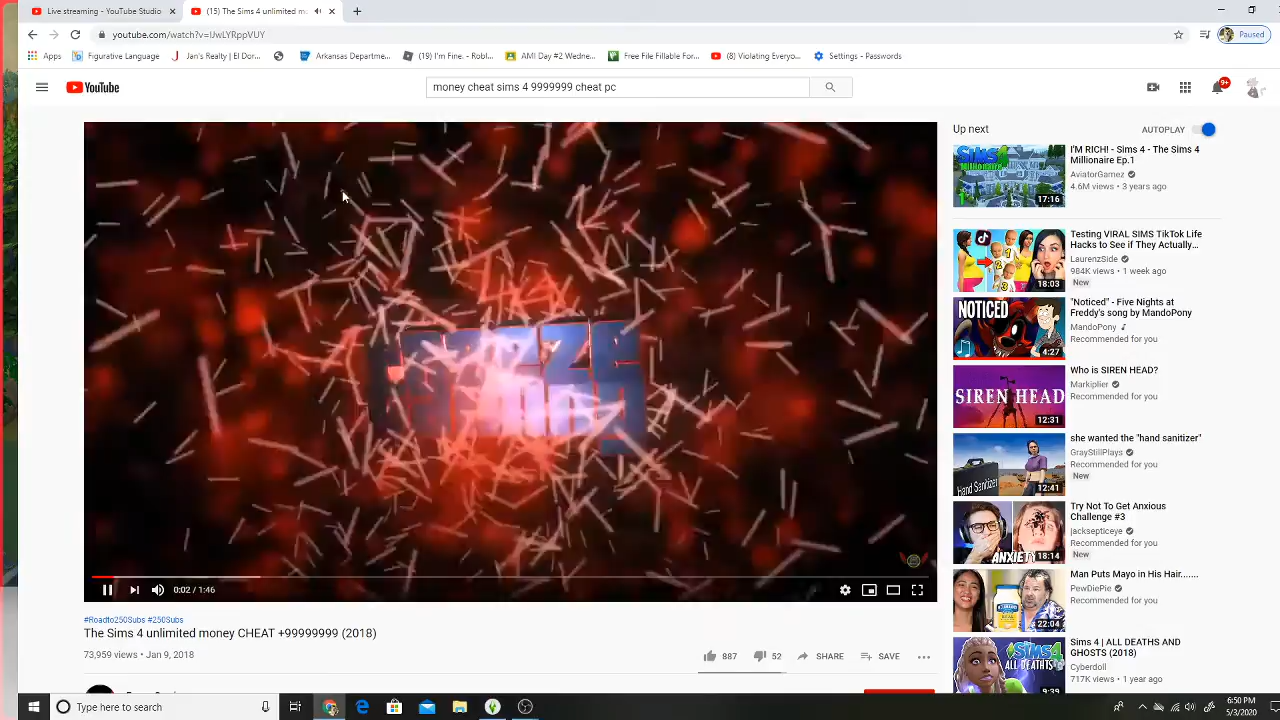 Live streaming - YouTube Studio
(15) The Sims 4 unlimited m
youtube.com/watch?v=IJwLYRppVUY
Paused
Apps
Figurative Language
Jan's Realty | El Dor...
Arkansas Departme...
(19) I'm Fine. - Robl...
AMI Day #2 Wedne...
Free File Fillable For...
(8) Violating Everyo...
Settings - Passwords
YouTube
money cheat sims 4 9999999 cheat pc
9+
Up next
AUTOPLAY
Sims 4
Millionaire
17:16
I'M RICH! - Sims 4 - The Sims 4
Millionaire Ep.1
AviatorGamez
4.6M views • 3 years ago
18:03
Testing VIRAL SIMS TikTok Life
Hacks to See if They Actually...
LaurenzSide
984K views • 1 week ago
New
NOTICED
4:27
"Noticed" - Five Nights at
Freddy's song by MandoPony
MandoPony
Recommended for you
SIREN HEAD
12:31
Who is SIREN HEAD?
Markiplier
Recommended for you
Hand Sanitizer
12:41
she wanted the "hand sanitizer"
GrayStillPlays
Recommended for you
New
ANXIETY
18:14
Try Not To Get Anxious
Challenge #3
jacksepticeye
Recommended for you
New
22:04
Man Puts Mayo in His Hair.......
PewDiePie
Recommended for you
SIMS 4
ALL DEATHS
9:39
Sims 4 | ALL DEATHS AND
GHOSTS (2018)
Cyberdoll
717K views • 1 year ago
0:02 / 1:46
#Roadto250Subs #250Subs
The Sims 4 unlimited money CHEAT +99999999 (2018)
73,959 views • Jan 9, 2018
887
52
SHARE
SAVE
Type here to search
6:50 PM
5/3/2020